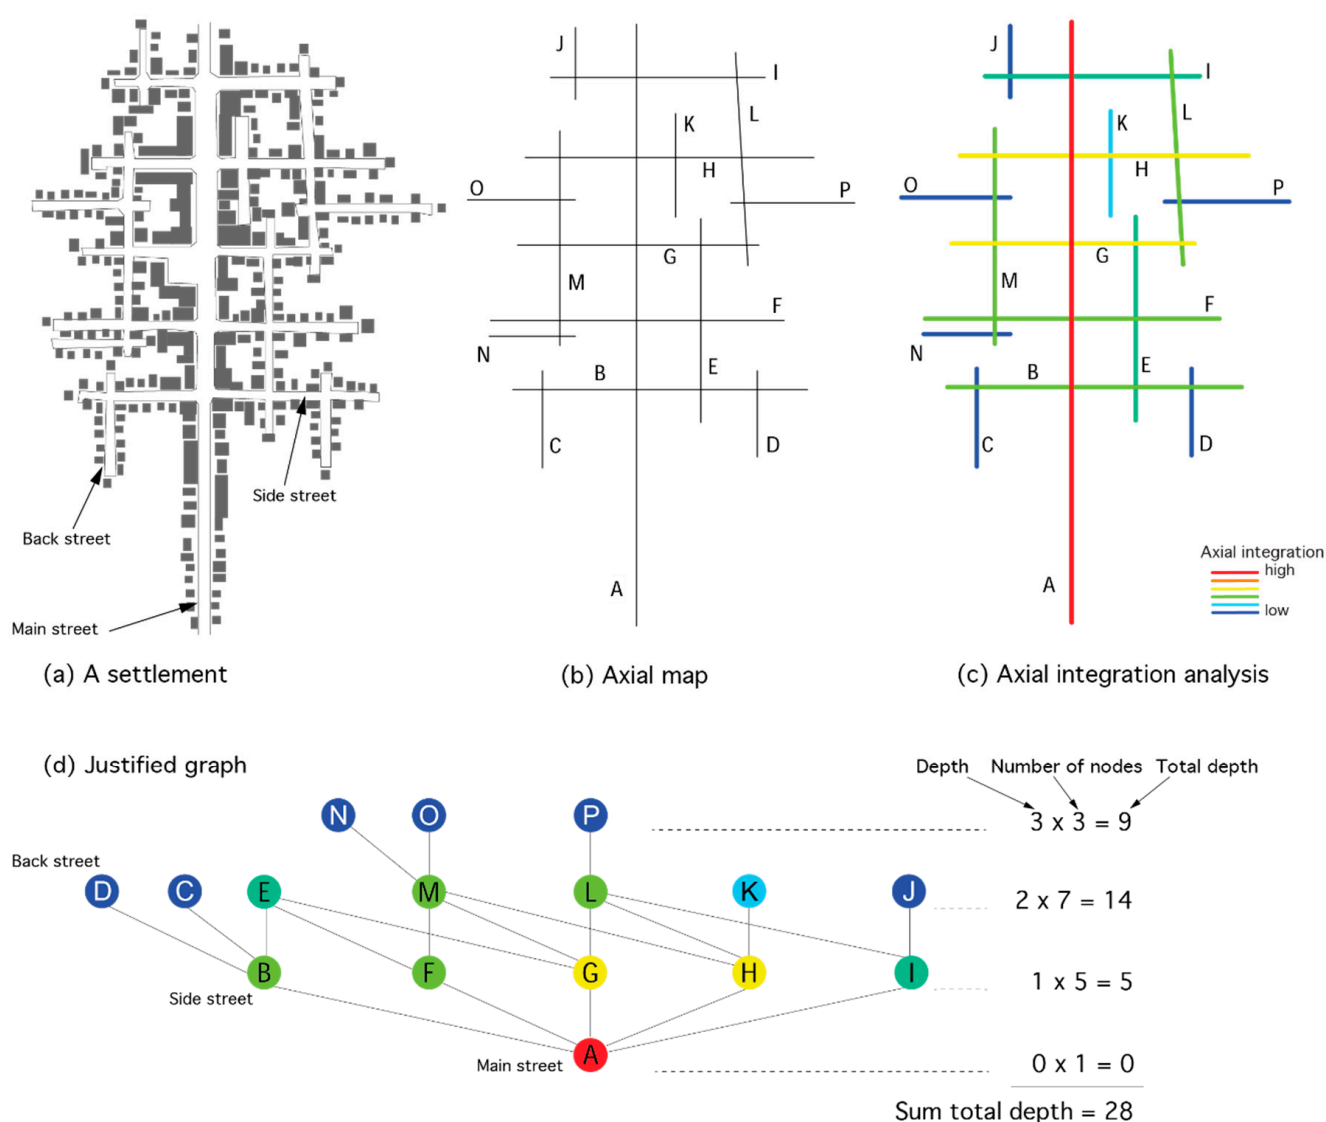 Back street
Main street
Side street
(a) A settlement
J
I
L
K
H
O
P
G
M
F
N
B
E
C
D
A
(b) Axial map
J
I
L
K
H
O
P
G
M
F
N
B
E
C
D
A
Axial integration
high
low
(c) Axial integration analysis
(d) Justified graph
Depth Number of nodes Total depth
N O P
3 x 3 = 9
Back street
D C E M L K J
2 x 7 = 14
B F G H I
1 x 5 = 5
Side street
A
Main street
0 x 1 = 0
Sum total depth = 28